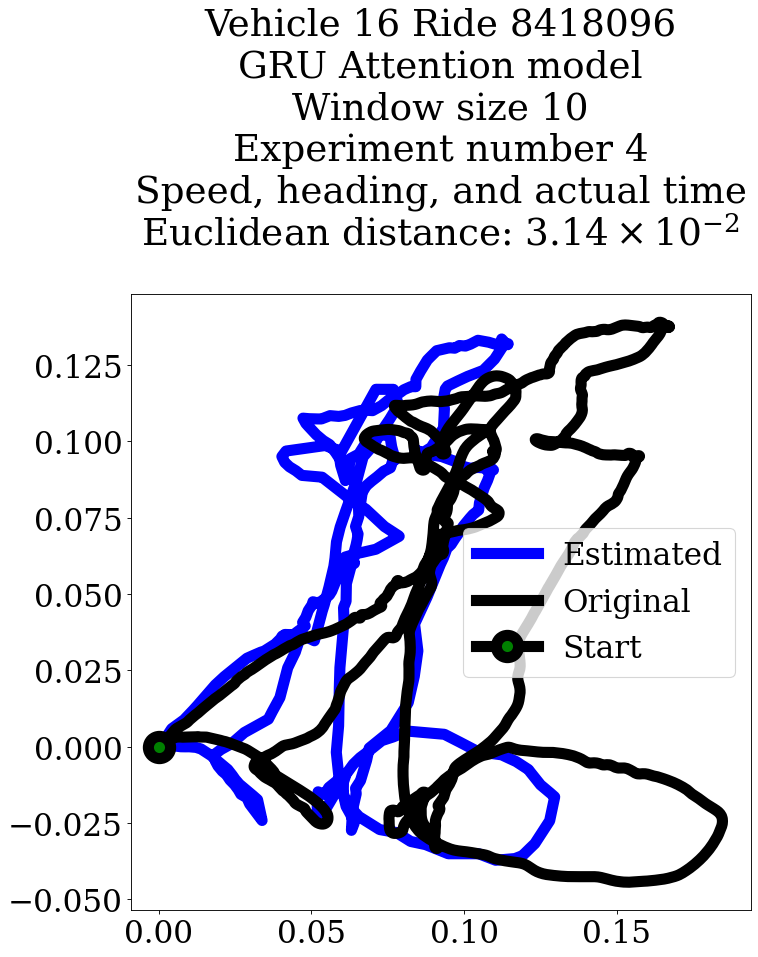 Vehicle 16 Ride 8418096
GRU Attention model
Window size 10
Experiment number 4
Speed, heading, and actual time
Euclidean distance: 3.14 × 10⁻²
0.125
0.100
0.075
0.050
0.025
0.000
−0.025
−0.050
0.00 0.05 0.10 0.15
Estimated
Original
Start